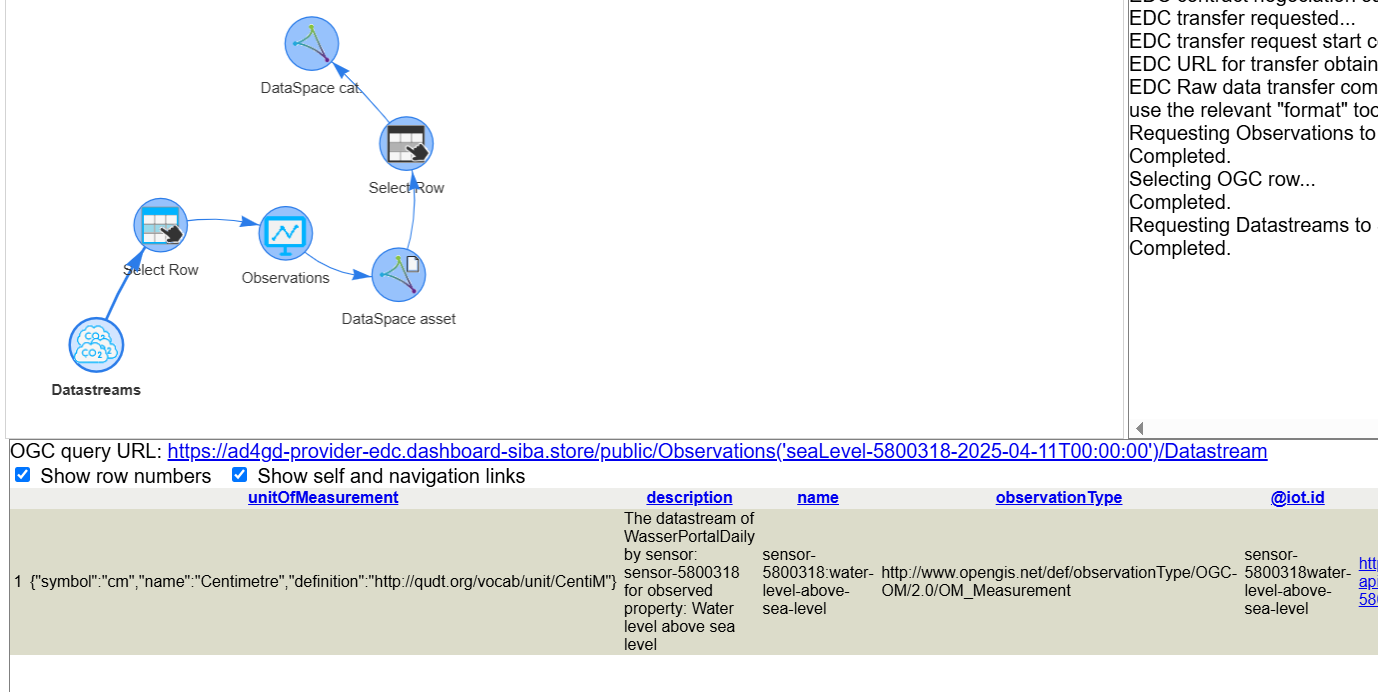 DataSpace cat.
Select Row
Select Row
Observations
DataSpace asset
CO2
CO2 2
Datastreams
EDC transfer requested...
EDC transfer request start c
EDC URL for transfer obtain
EDC Raw data transfer com
use the relevant "format" too
Requesting Observations to
Completed.
Selecting OGC row...
Completed.
Requesting Datastreams to
Completed.
OGC query URL: https://ad4gd-provider-edc.dashboard-siba.store/public/Observations('seaLevel-5800318-2025-04-11T00:00:00')/Datastream
Show row numbers Show self and navigation links
unitOfMeasurement description name observationType @iot.id
1 {"symbol":"cm","name":"Centimetre","definition":"http://qudt.org/vocab/unit/CentiM"}
The datastream of
WasserPortalDaily
by sensor:
sensor-5800318
for observed
property: Water
level above sea
level
sensor-
5800318:water-
level-above-
sea-level
http://www.opengis.net/def/observationType/OGC-
OM/2.0/OM_Measurement
sensor-
5800318water-
level-above-
sea-level
http
api
580